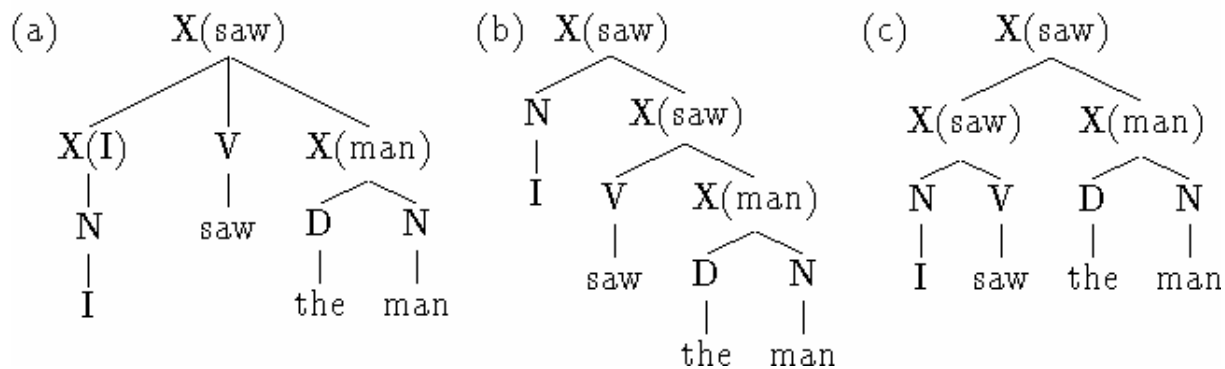 (a) X(saw) (b) X(saw) (c) X(saw)
N X(saw) X(saw) X(man)
X(I) V X(man)
V X(man) N V D N
N saw D N
I
I the man saw D N I saw the man
the man